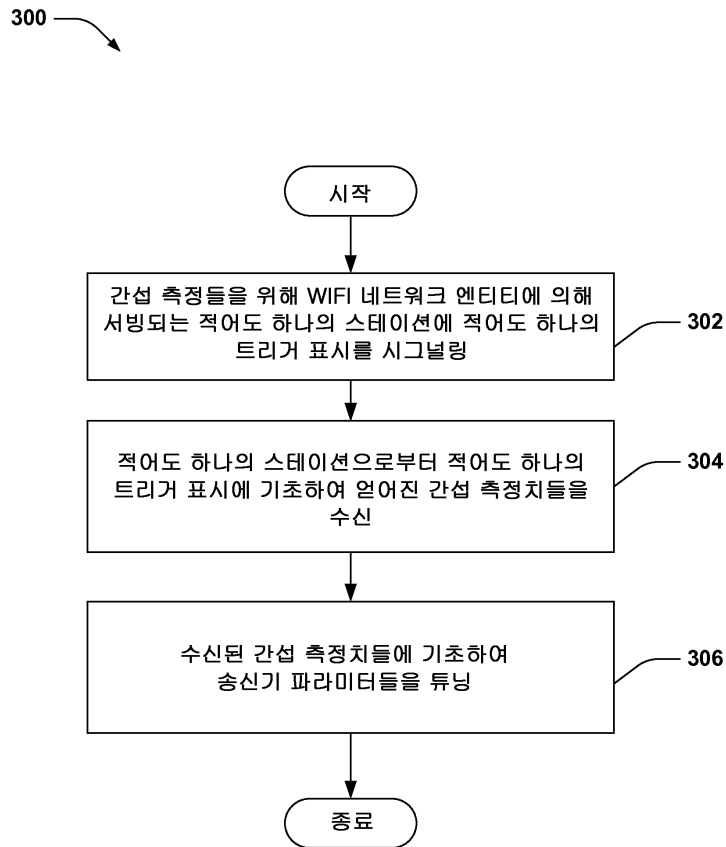 300
시작
간섭 측정들을 위해 WIFI 네트워크 엔티티에 의해
서빙되는 적어도 하나의 스테이션에 적어도 하나의
트리거 표시를 시그널링
302
적어도 하나의 스테이션으로부터 적어도 하나의
트리거 표시에 기초하여 얻어진 간섭 측정치들을
수신
304
수신된 간섭 측정치들에 기초하여
송신기 파라미터들을 튜닝
306
종료